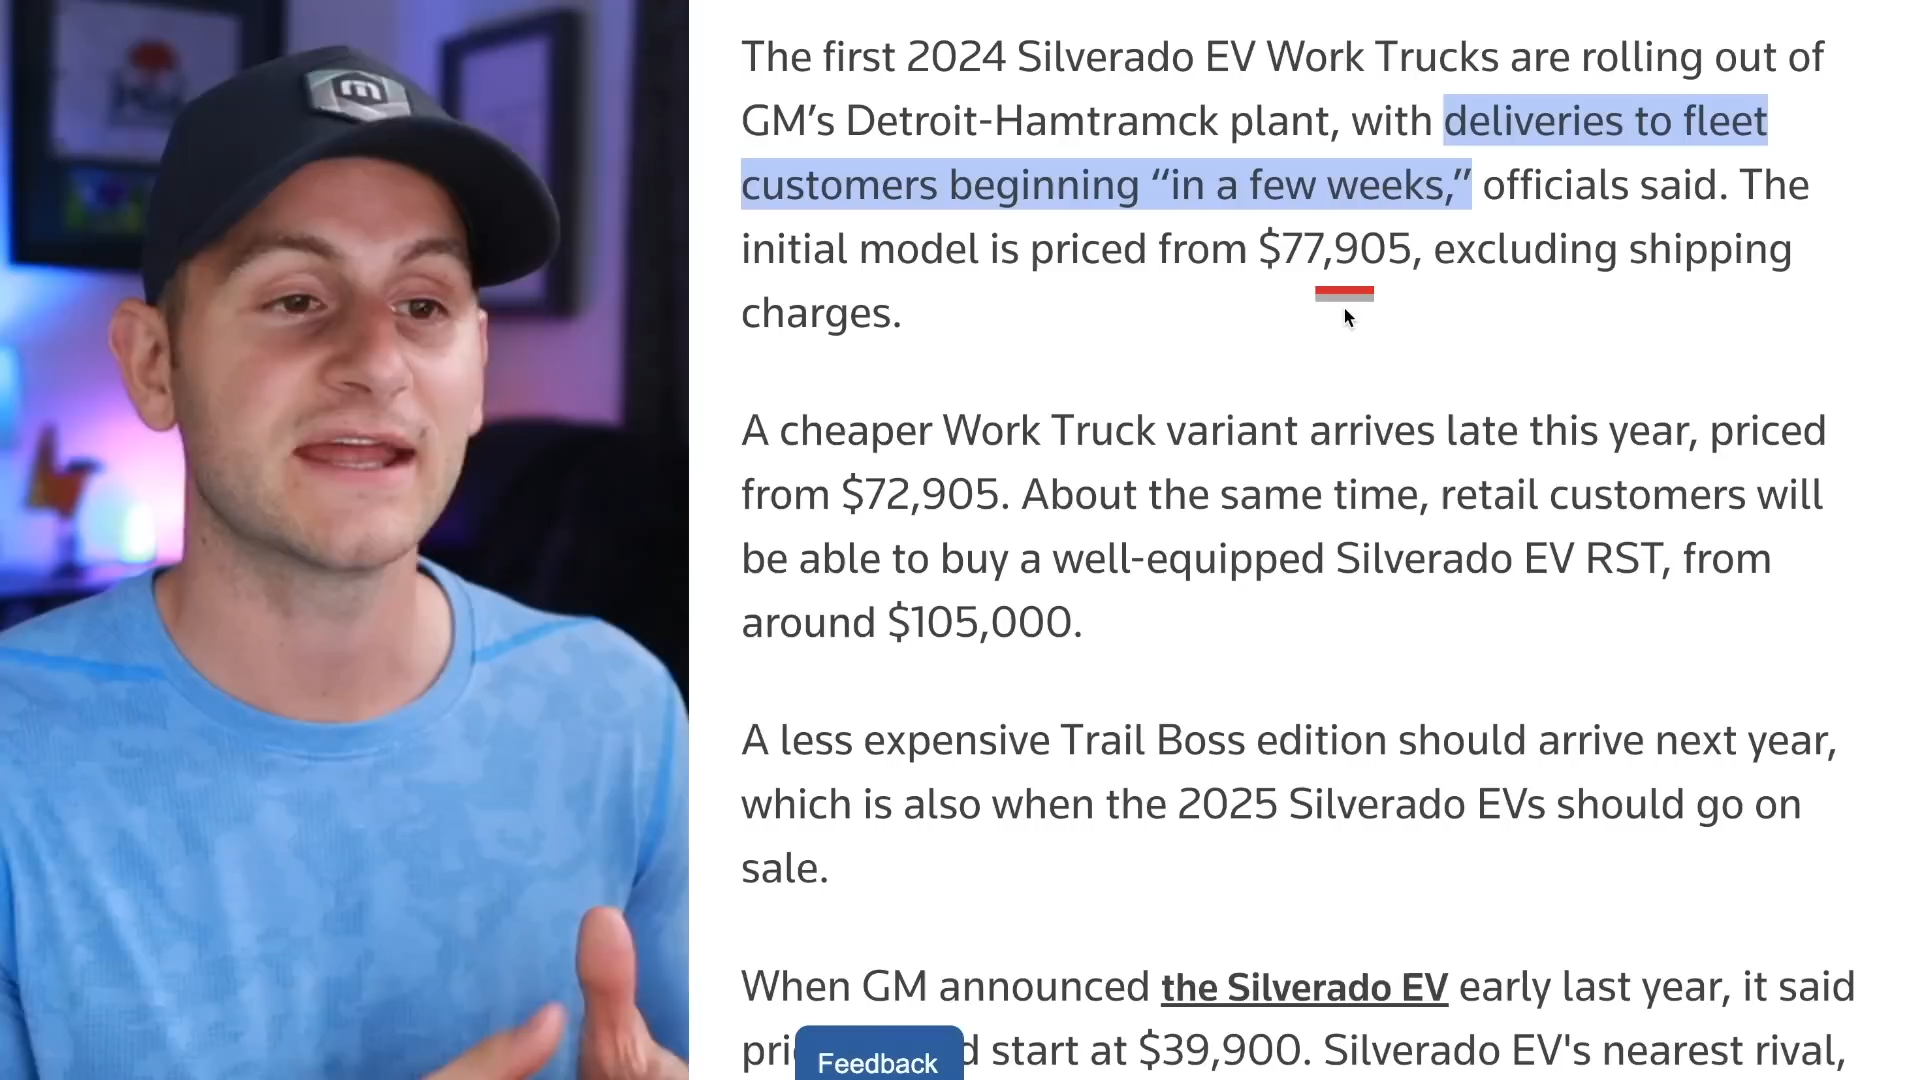 The first 2024 Silverado EV Work Trucks are rolling out of
GM’s Detroit-Hamtramck plant, with deliveries to fleet
customers beginning “in a few weeks,” officials said. The
initial model is priced from $77,905, excluding shipping
charges.
A cheaper Work Truck variant arrives late this year, priced
from $72,905. About the same time, retail customers will
be able to buy a well-equipped Silverado EV RST, from
around $105,000.
A less expensive Trail Boss edition should arrive next year,
which is also when the 2025 Silverado EVs should go on
sale.
When GM announced the Silverado EV early last year, it said
start at $39,900. Silverado EV's nearest rival,
Feedback
m